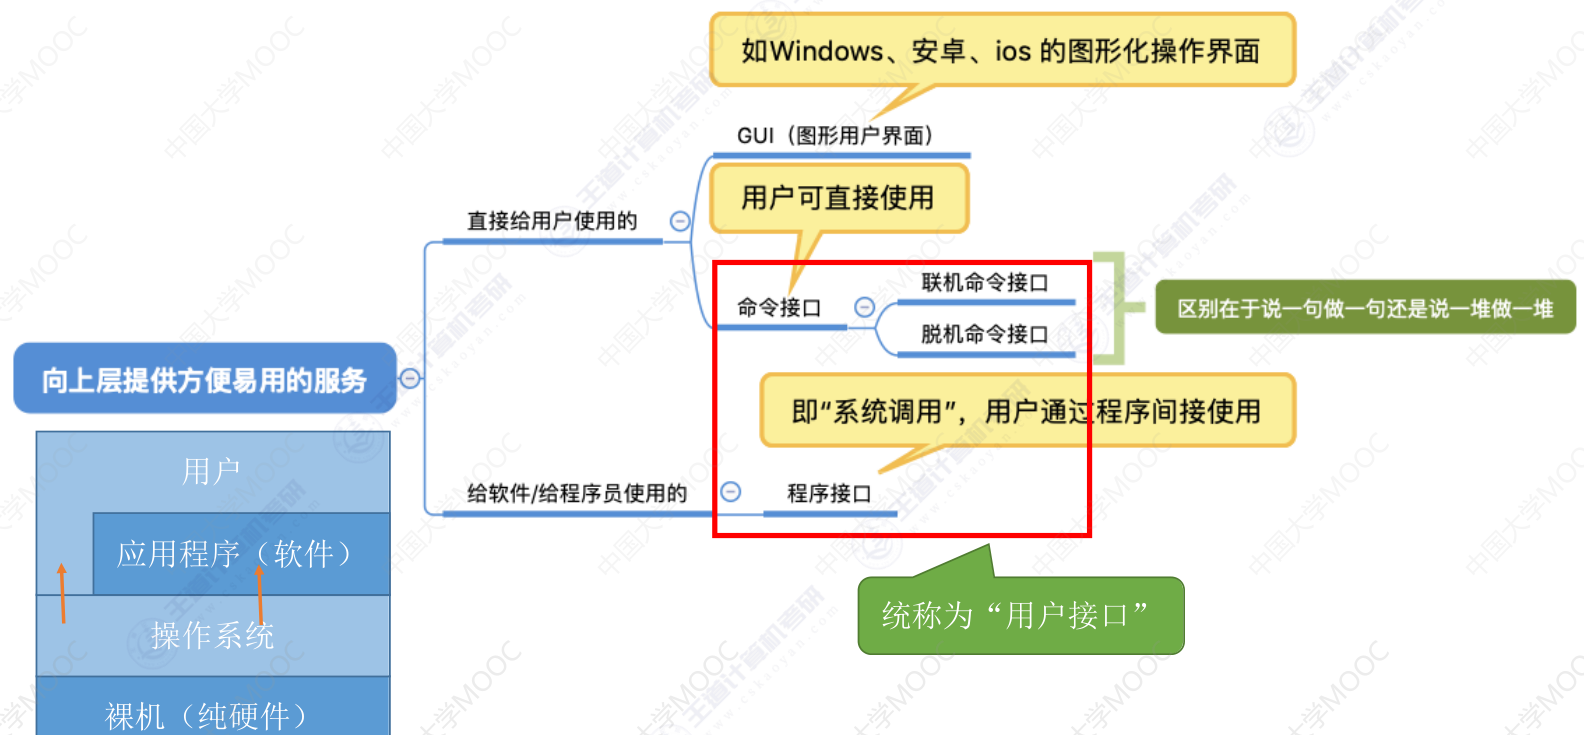 如Windows、安卓、ios 的图形化操作界面
GUI（图形用户界面）
用户可直接使用
直接给用户使用的
联机命令接口
命令接口
脱机命令接口
区别在于说一句做一句还是说一堆做一堆
向上层提供方便易用的服务
即“系统调用”，用户通过程序间接使用
给软件/给程序员使用的
程序接口
统称为“用户接口”
用户
应用程序（软件）
操作系统
裸机（纯硬件）
中国大学MOOC
王道计算机考研
www.cskaoyan.com